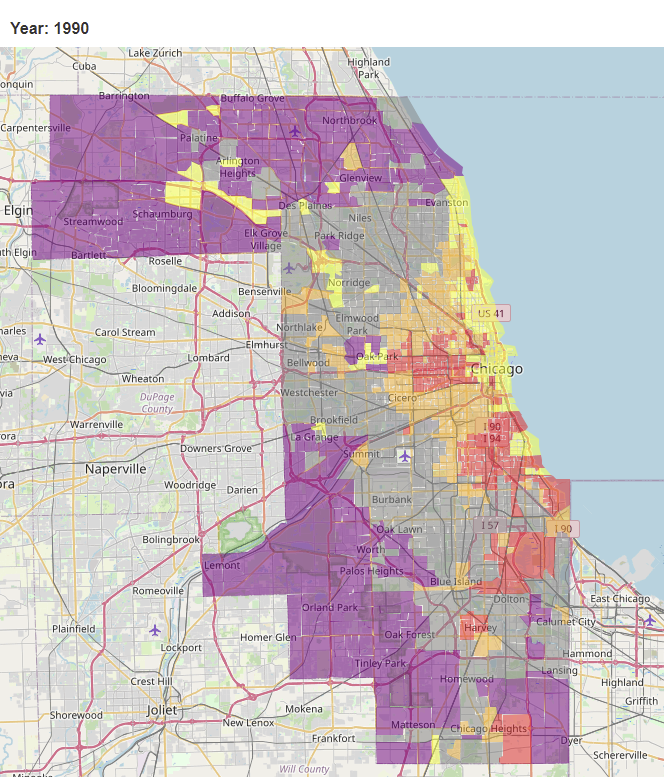 Year: 1990
Lake Zurich
Highland
Park
Cuba
onquin
Barrington
Buffalo Grove
Northbrook
Carpentersville
Palatine
Arlington
Heights
Glenview
Elgin
Des Plaines
Evanston
Schaumburg
Niles
Streamwood
Elk Grove
Village
Park Ridge
uth Elgin
Bartlett
Roselle
Bloomingdale
Bensenville
Norridge
Addison
US 41
Elmwood
Park
Northlake
harles
Carol Stream
Elmhurst
neva
West Chicago
Lombard
Oak Park
Bellwood
Chicago
Wheaton
via
DuPage
County
Westchester
Cicero
Warrenville
Brookfield
I 90
I 94
ora
La Grange
Downers Grove
Summit
Naperville
ora
Woodridge
Darien
Burbank
I 57
I 90
Oak Lawn
Bolingbrook
Worth
Lemont
Palos Heights
Blue Island
Romeoville
Dolton
East Chicago
Orland Park
Calumet City
Plainfield
Harvey
Homer Glen
Oak Forest
Lockport
Hammond
Tinley Park
Lansing
Crest Hill
Homewood
Highland
Griffith
Joliet
Mokena
Shorewood
New Lenox
Matteson
Chicago Heights
Frankfort
Dyer
Schererville
Will County